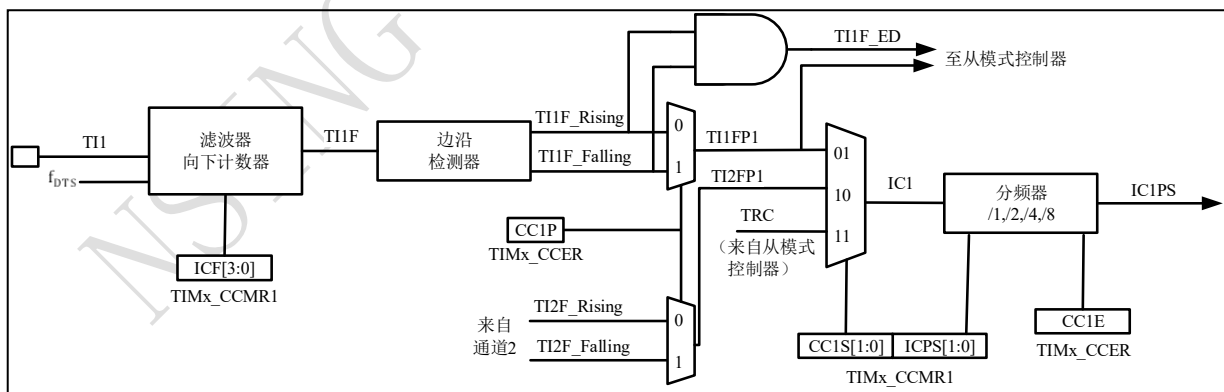 NSING
TI1F_ED
至从模式控制器
TI1
f_DTS
滤波器
向下计数器
TI1F
边沿
检测器
TI1F_Rising
TI1F_Falling
0
1
TI1FP1
TI2FP1
TRC
(来自从模式
控制器)
01
10
11
IC1
分频器
/1,/2,/4,/8
IC1PS
ICF[3:0]
TIMx_CCMR1
CC1P
TIMx_CCER
来自
通道2
TI2F_Rising
TI2F_Falling
0
1
CC1S[1:0]
ICPS[1:0]
TIMx_CCMR1
CC1E
TIMx_CCER